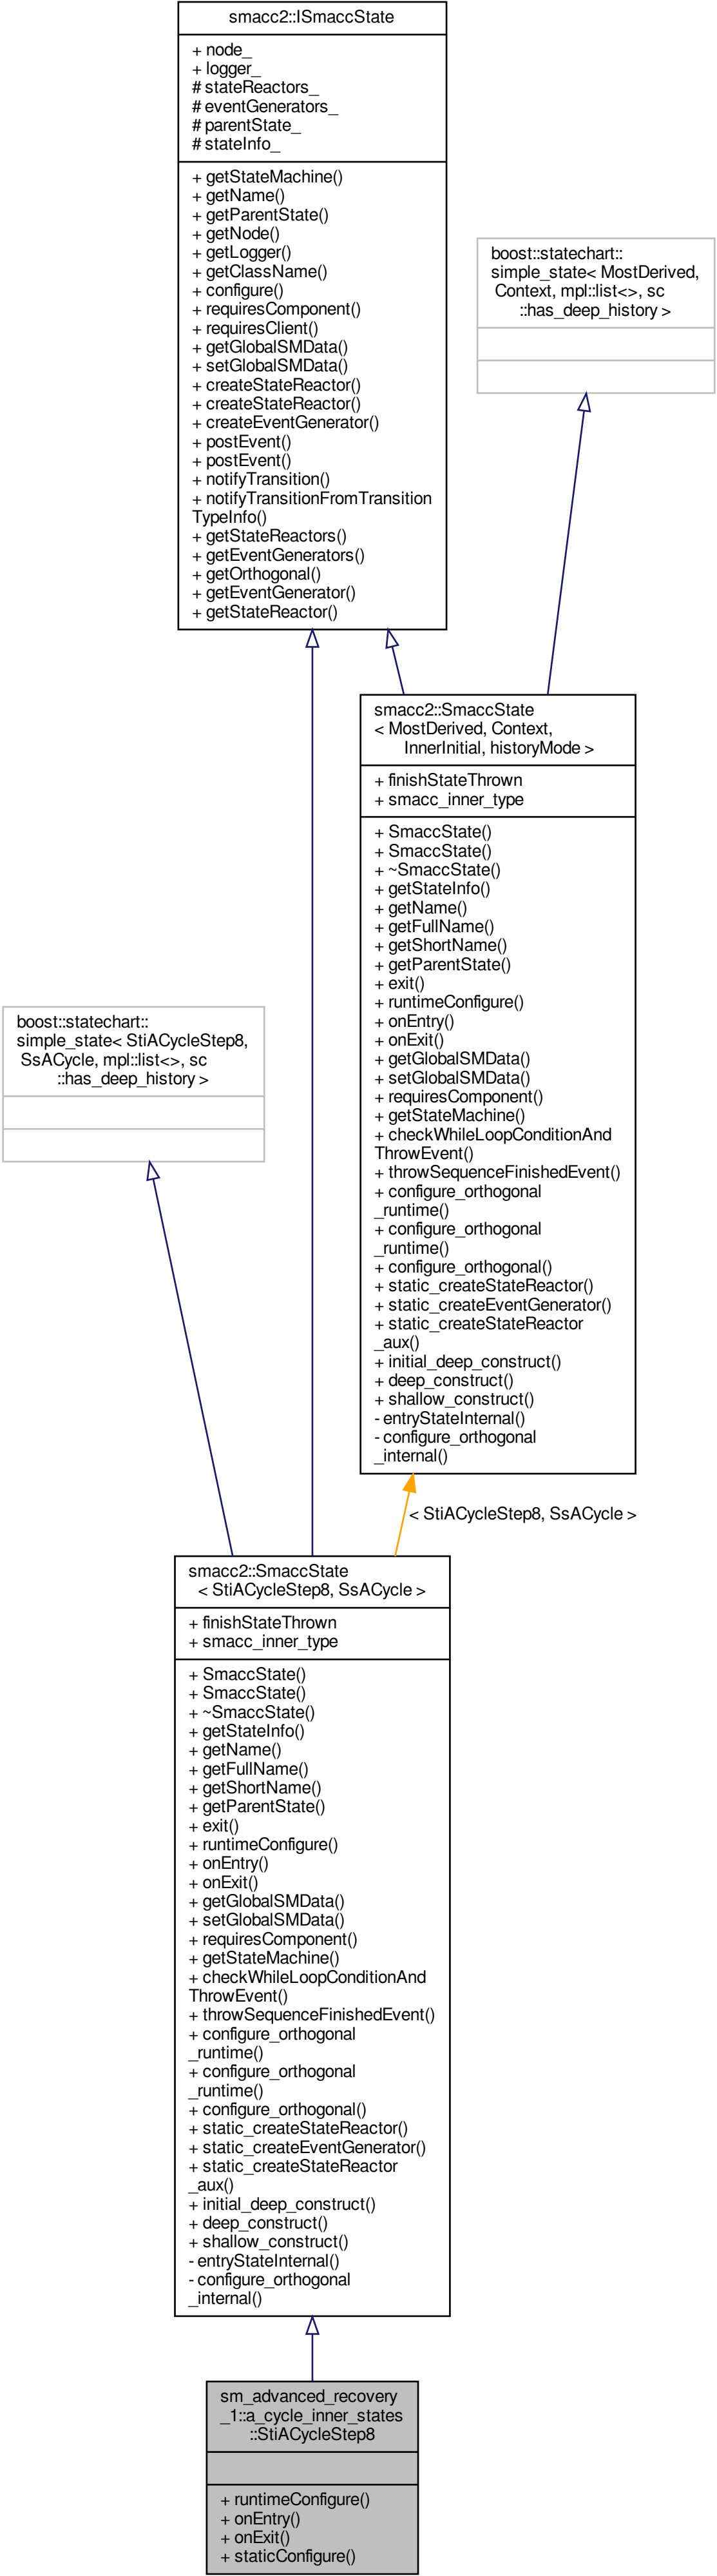 smacc2::ISmaccState
+ node_
+ logger_
# stateReactors_
# eventGenerators_
# parentState_
# stateInfo_
+ getStateMachine()
+ getName()
+ getParentState()
+ getNode()
+ getLogger()
+ getClassName()
+ configure()
+ requiresComponent()
+ requiresClient()
+ getGlobalSMData()
+ setGlobalSMData()
+ createStateReactor()
+ createStateReactor()
+ createEventGenerator()
+ postEvent()
+ postEvent()
+ notifyTransition()
+ notifyTransitionFromTransition
TypeInfo()
+ getStateReactors()
+ getEventGenerators()
+ getOrthogonal()
+ getEventGenerator()
+ getStateReactor()
boost::statechart::
simple_state< MostDerived,
Context, mpl::list<>, sc
::has_deep_history >
smacc2::SmaccState
< MostDerived, Context,
InnerInitial, historyMode >
+ finishStateThrown
+ smacc_inner_type
+ SmaccState()
+ SmaccState()
+ ~SmaccState()
+ getStateInfo()
+ getName()
+ getFullName()
+ getShortName()
+ getParentState()
+ exit()
+ runtimeConfigure()
+ onEntry()
+ onExit()
+ getGlobalSMData()
+ setGlobalSMData()
+ requiresComponent()
+ getStateMachine()
+ checkWhileLoopConditionAnd
ThrowEvent()
+ throwSequenceFinishedEvent()
+ configure_orthogonal
_runtime()
+ configure_orthogonal
_runtime()
+ configure_orthogonal()
+ static_createStateReactor()
+ static_createEventGenerator()
+ static_createStateReactor
_aux()
+ initial_deep_construct()
+ deep_construct()
+ shallow_construct()
- entryStateInternal()
- configure_orthogonal
_internal()
boost::statechart::
simple_state< StiACycleStep8,
SsACycle, mpl::list<>, sc
::has_deep_history >
< StiACycleStep8, SsACycle >
smacc2::SmaccState
< StiACycleStep8, SsACycle >
+ finishStateThrown
+ smacc_inner_type
+ SmaccState()
+ SmaccState()
+ ~SmaccState()
+ getStateInfo()
+ getName()
+ getFullName()
+ getShortName()
+ getParentState()
+ exit()
+ runtimeConfigure()
+ onEntry()
+ onExit()
+ getGlobalSMData()
+ setGlobalSMData()
+ requiresComponent()
+ getStateMachine()
+ checkWhileLoopConditionAnd
ThrowEvent()
+ throwSequenceFinishedEvent()
+ configure_orthogonal
_runtime()
+ configure_orthogonal
_runtime()
+ configure_orthogonal()
+ static_createStateReactor()
+ static_createEventGenerator()
+ static_createStateReactor
_aux()
+ initial_deep_construct()
+ deep_construct()
+ shallow_construct()
- entryStateInternal()
- configure_orthogonal
_internal()
sm_advanced_recovery
_1::a_cycle_inner_states
::StiACycleStep8
+ runtimeConfigure()
+ onEntry()
+ onExit()
+ staticConfigure()